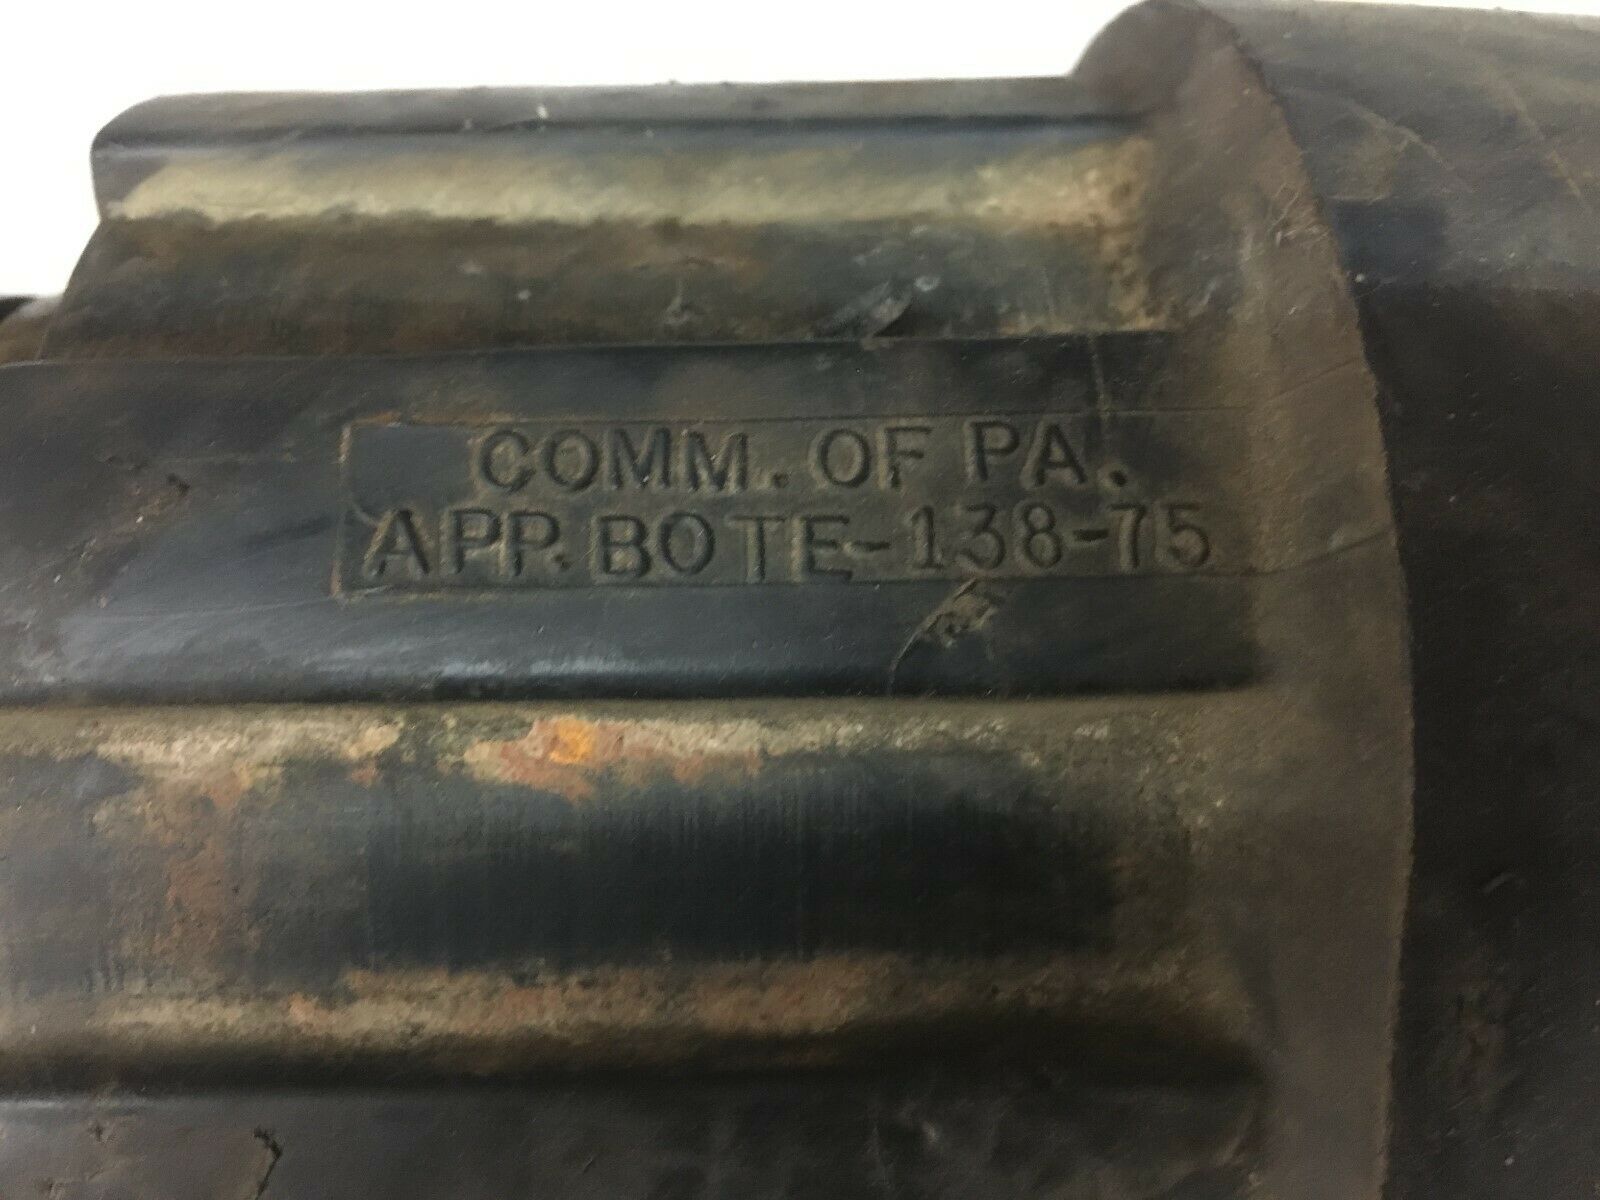 COMM. OF PA.
APP. BOTE-138-75